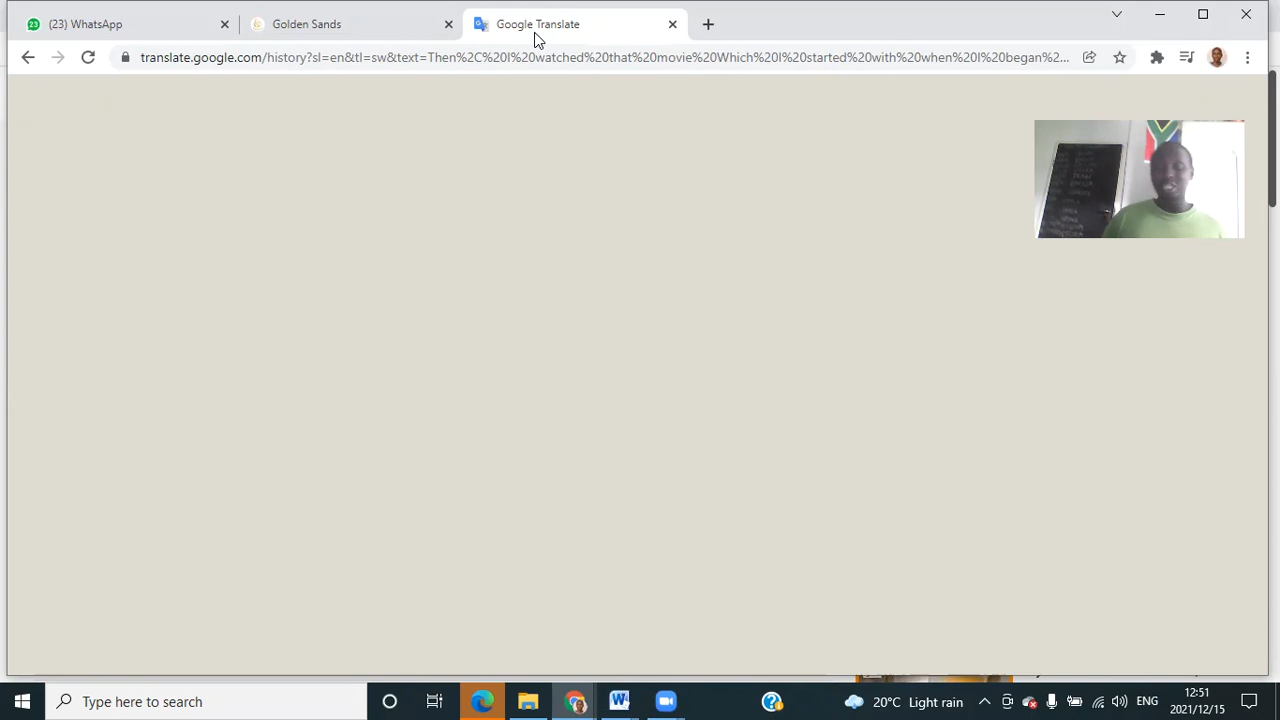 23 (23) WhatsApp
Golden Sands
Google Translate
translate.google.com/history?sl=en&tl=sw&text=Then%2C%20I%20watched%20that%20movie%20Which%20I%20started%20with%20when%20I%20began%2...
Type here to search
W
20°C Light rain
ENG
12:51
2021/12/15